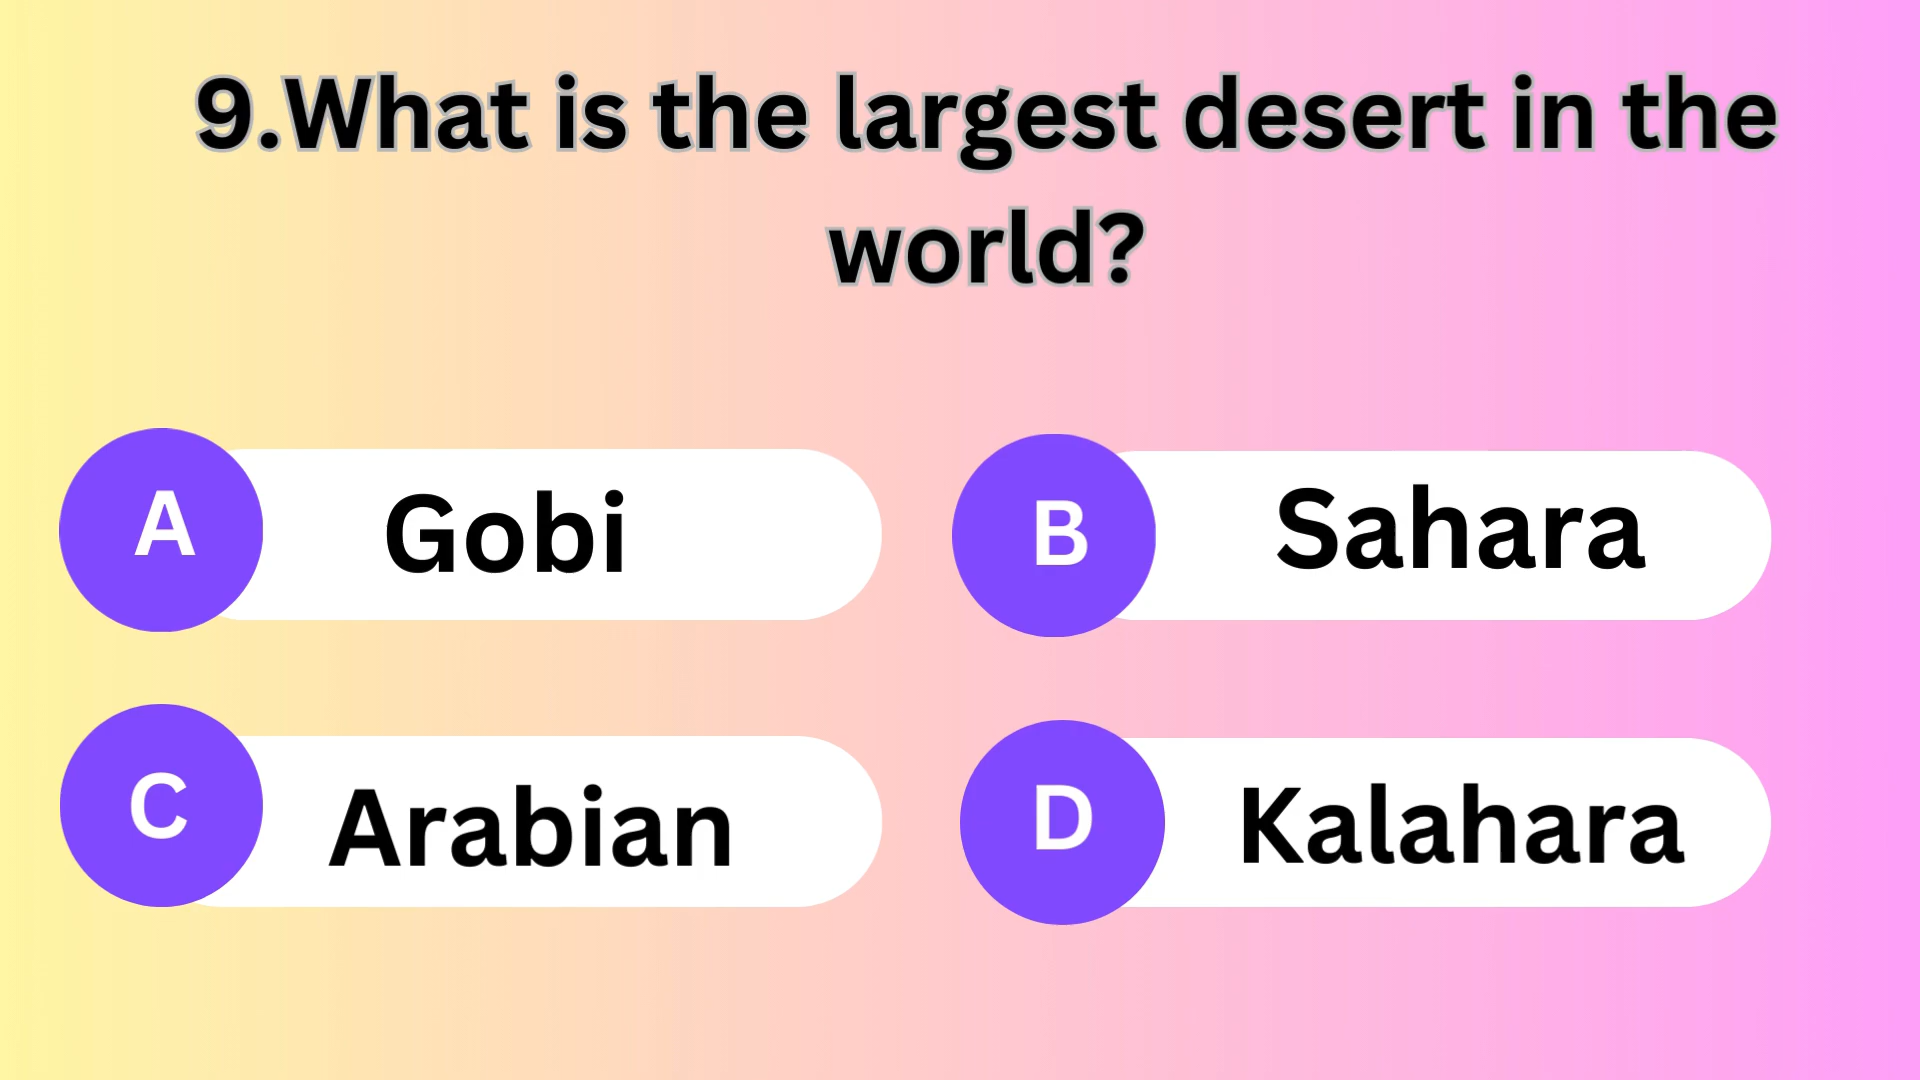 9.What is the largest desert in the
world?
A Gobi
B Sahara
C Arabian
D Kalahara